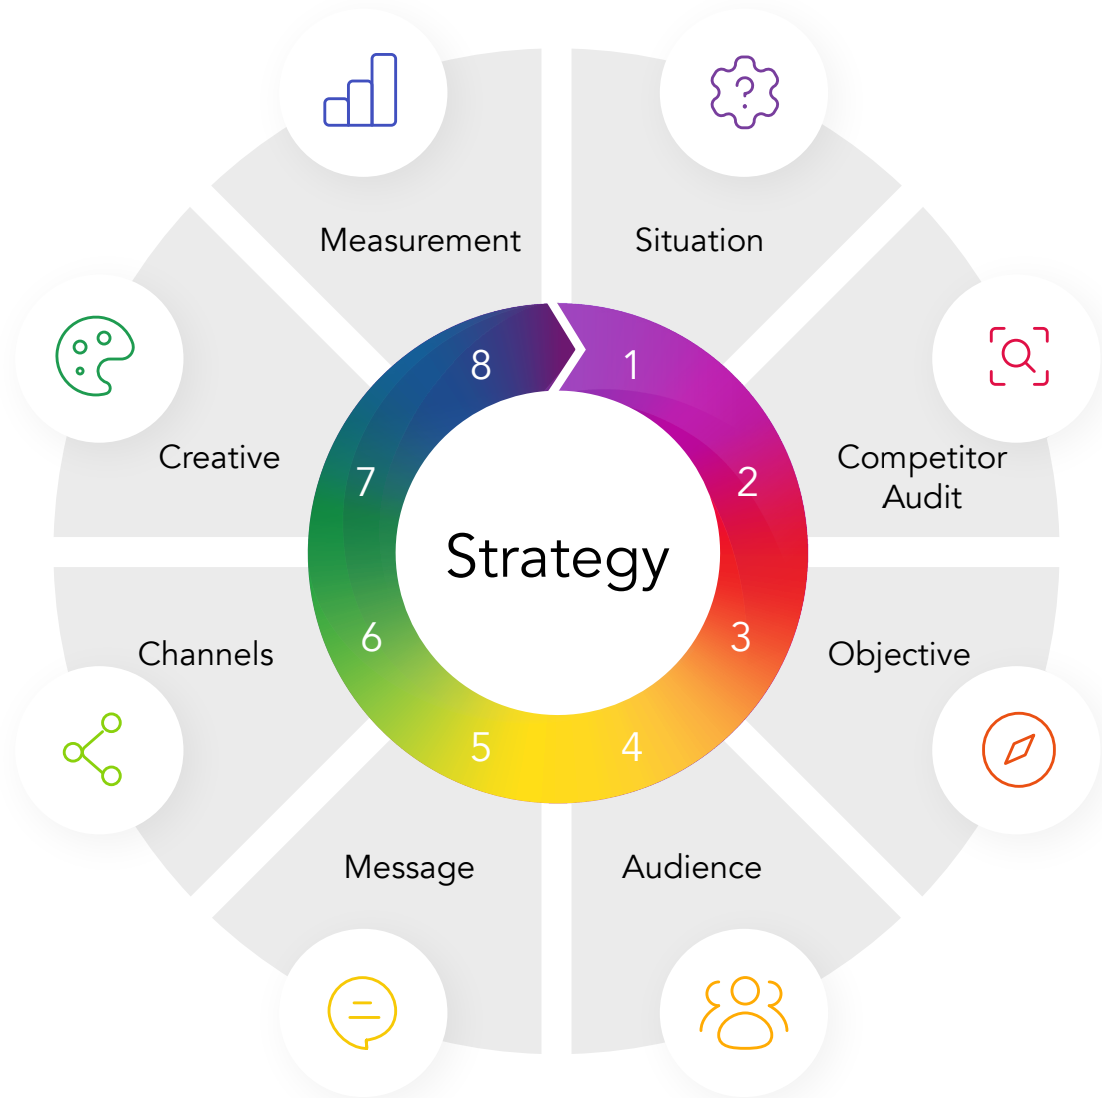 Measurement
Situation
?
8
1
Creative
7
2
Competitor
Audit
Strategy
Channels
6
3
Objective
5
4
Message
Audience